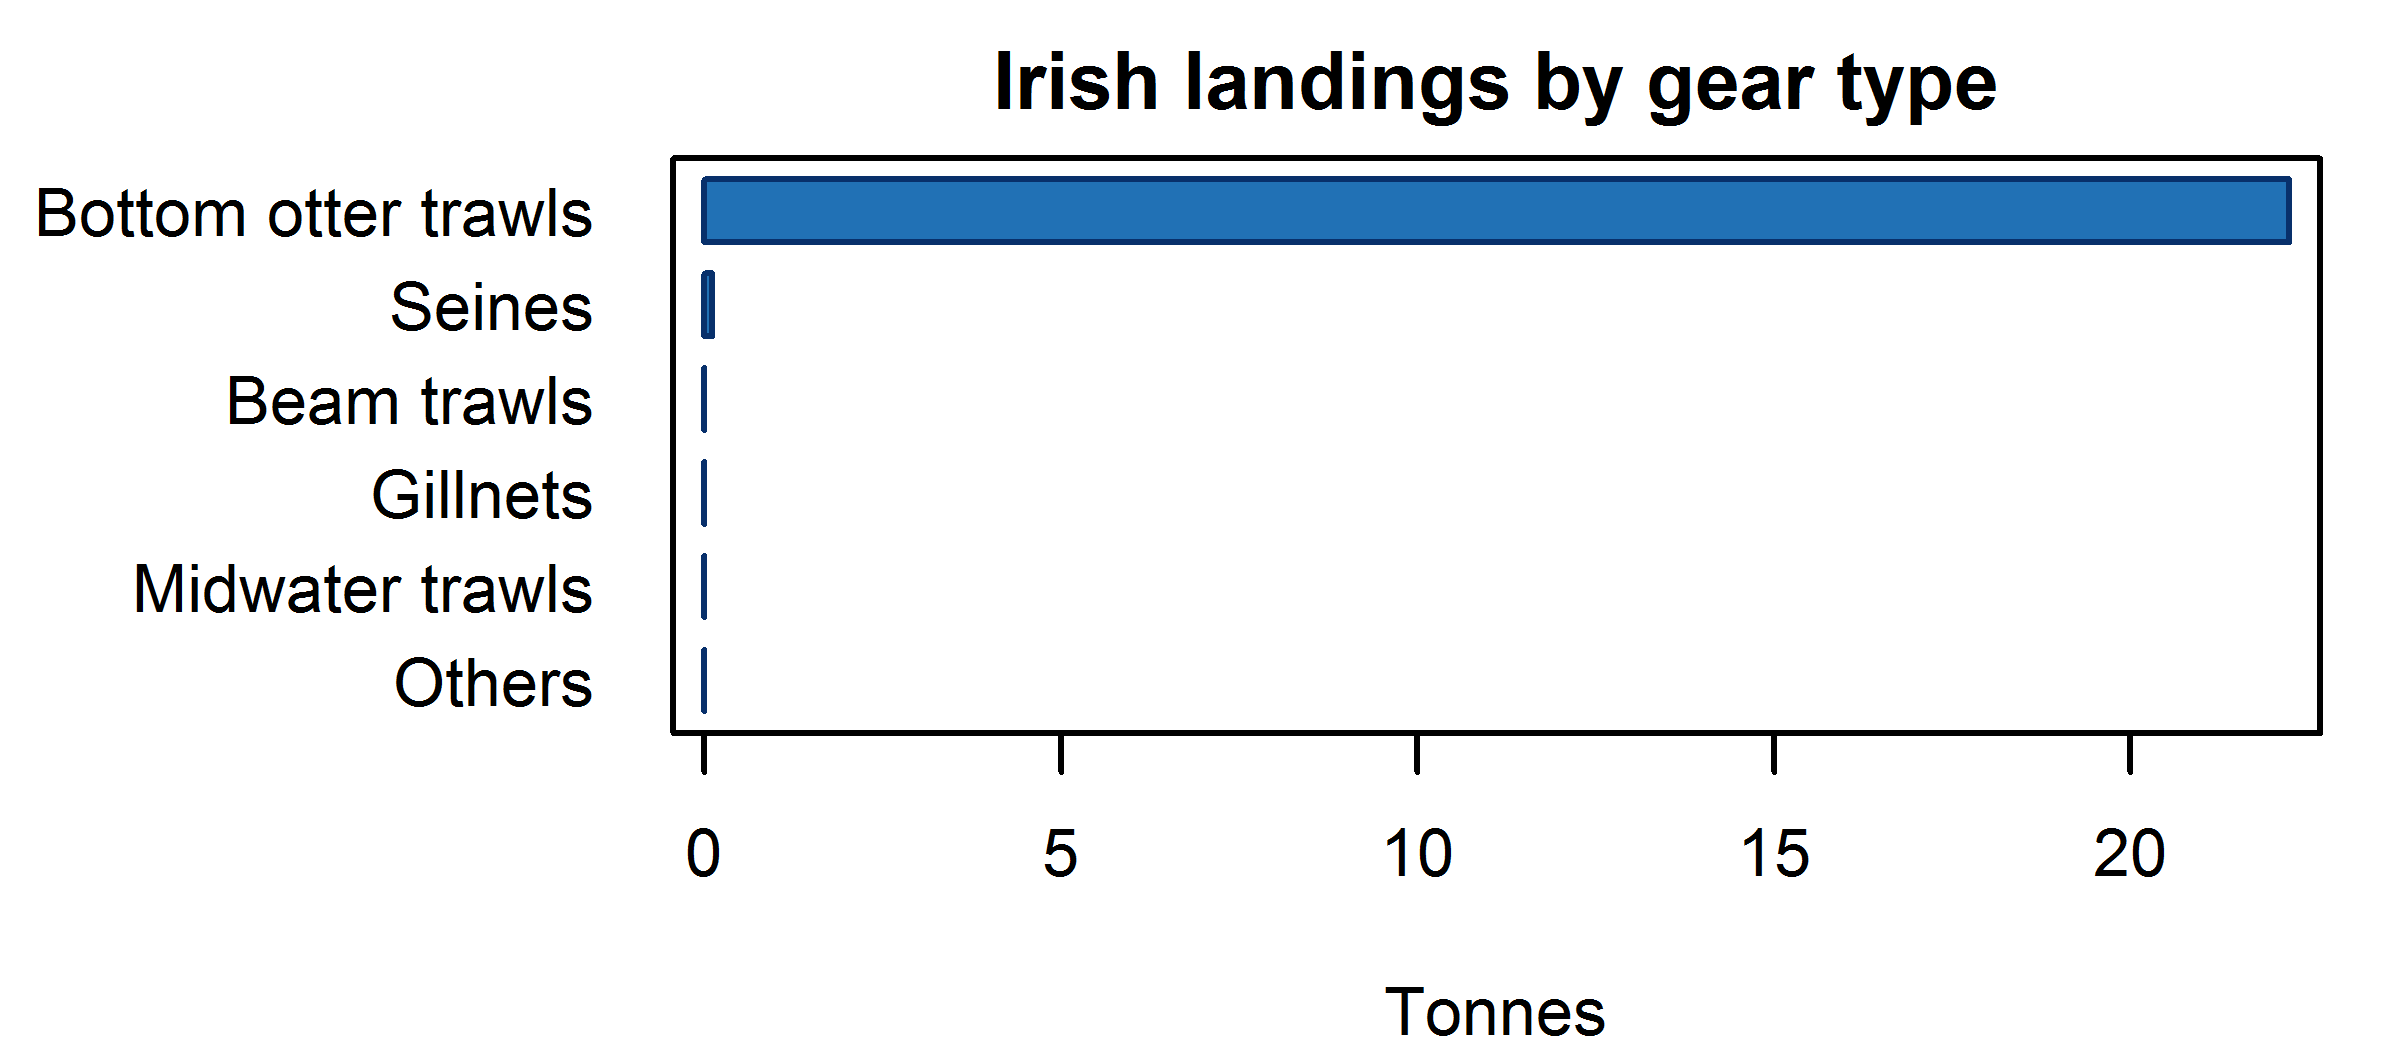 Irish landings by gear type
Bottom otter trawls
Seines
Beam trawls
Gillnets
Midwater trawls
Others
0 5 10 15 20
Tonnes